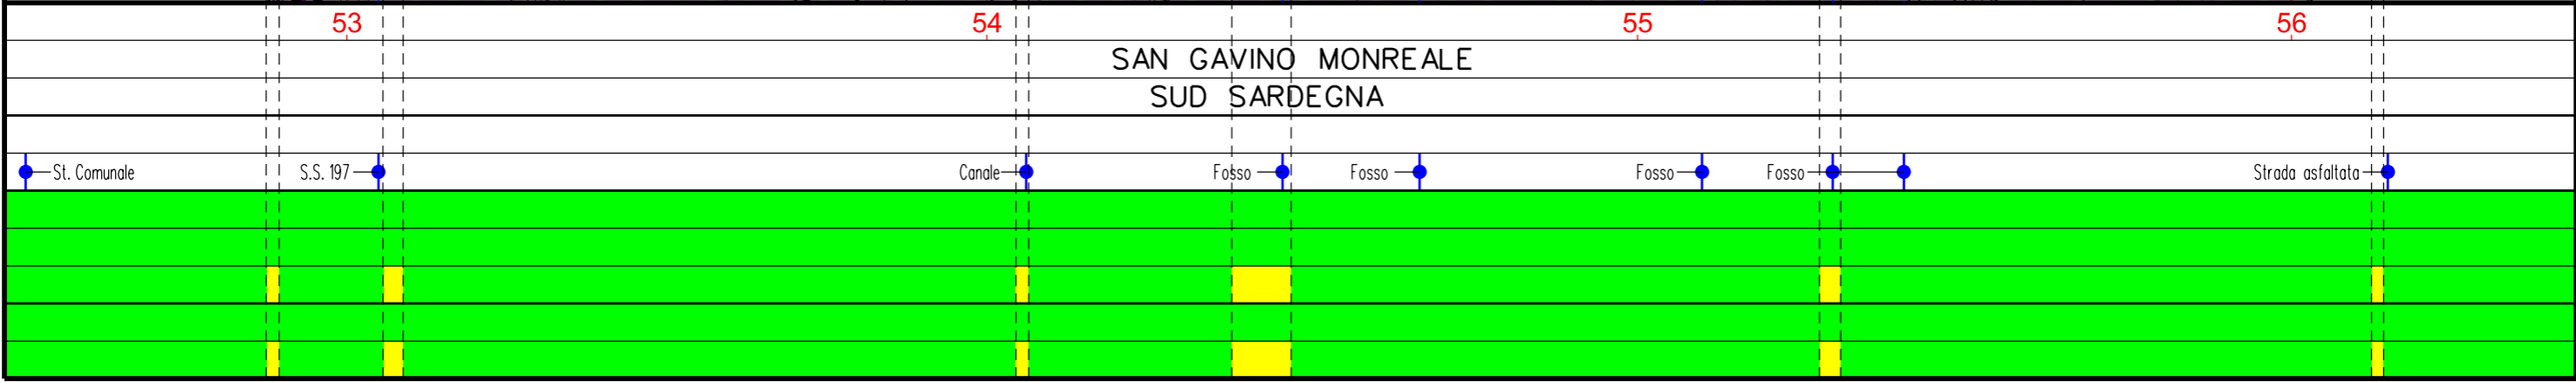 53 54 55 56
SAN GAVINO MONREALE
SUD SARDEGNA
St. Comunale S.S. 197 Canale Fosso Fosso Fosso Fosso Strada asfaltata